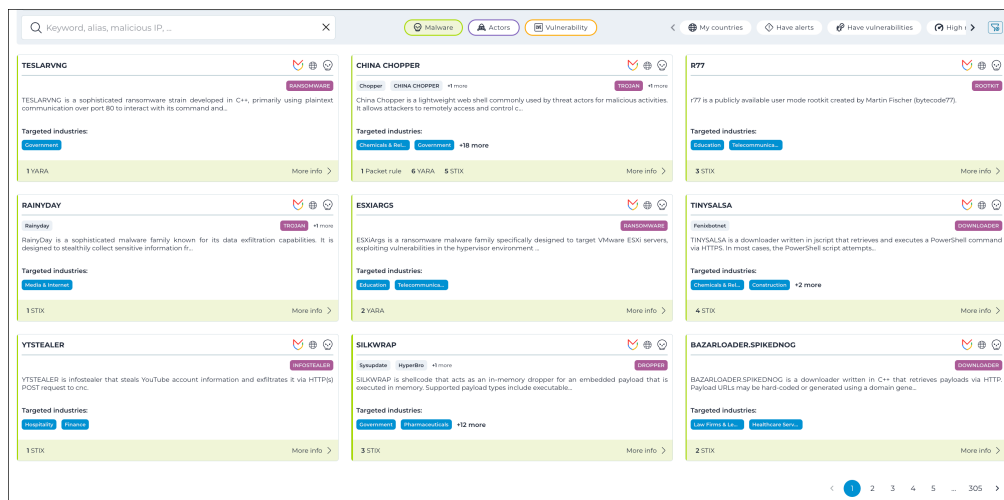 Keyword, alias, malicious IP, ...
Malware
Actors
Vulnerability
My countries
Have alerts
Have vulnerabilities
High r
TESLARVNG
RANSOMWARE
TESLARVNG is a sophisticated ransomware strain developed in C++, primarily using plaintext
communication over port 80 to interact with its command and...
Targeted industries:
Government
1 YARA
More info
CHINA CHOPPER
Chopper CHINA CHOPPER +1 more
TROJAN +1 more
China Chopper is a lightweight web shell commonly used by threat actors for malicious activities.
It allows attackers to remotely access and control c...
Targeted industries:
Chemicals & Rel... Government +18 more
1 Packet rule 6 YARA 5 STIX
More info
R77
ROOTKIT
r77 is a publicly available user mode rootkit created by Martin Fischer (bytecode77).
Targeted industries:
Education Telecommunica...
3 STIX
More info
RAINYDAY
Rainyday
TROJAN +1 more
RainyDay is a sophisticated malware family known for its data exfiltration capabilities. It is
designed to stealthily collect sensitive information fr...
Targeted industries:
Media & Internet
1 STIX
More info
ESXIARGS
RANSOMWARE
ESXiArgs is a ransomware malware family specifically designed to target VMware ESXi servers,
exploiting vulnerabilities in the hypervisor environment ...
Targeted industries:
Education Telecommunica...
2 YARA
More info
TINYSALSA
Fenixbotnet
DOWNLOADER
TINYSALSA is a downloader written in jscript that retrieves and executes a PowerShell command
via HTTPS. In most cases, the PowerShell script attempts...
Targeted industries:
Chemicals & Rel... Construction +2 more
4 STIX
More info
YTSTEALER
INFOSTEALER
YTSTEALER is infostealer that steals YouTube account information and exfiltrates it via HTTP(s)
POST request to cnc.
Targeted industries:
Hospitality Finance
1 STIX
More info
SILKWRAP
Sysupdate HyperBro +1 more
DROPPER
SILKWRAP is shellcode that acts as an in-memory dropper for an embedded payload that is
executed in memory. Supported payload types include executable...
Targeted industries:
Government Pharmaceuticals +12 more
3 STIX
More info
BAZARLOADER.SPIKEDNOG
DOWNLOADER
BAZARLOADER.SPIKEDNOG is a downloader written in C++ that retrieves payloads via HTTP.
Payload URLs may be hard-coded or generated using a domain gene...
Targeted industries:
Law Firms & Le... Healthcare Serv...
2 STIX
More info
1 2 3 4 5 ... 305